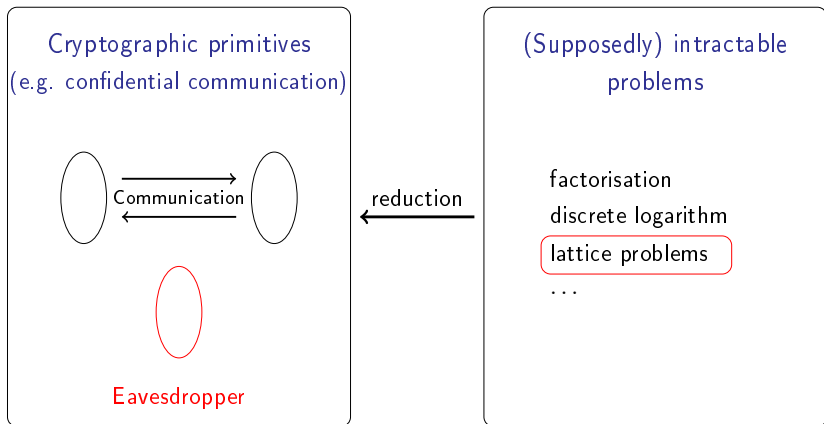 Cryptographic primitives
(e.g. confidential communication)
Communication
Eavesdropper
reduction
(Supposedly) intractable
problems
factorisation
discrete logarithm
lattice problems
...